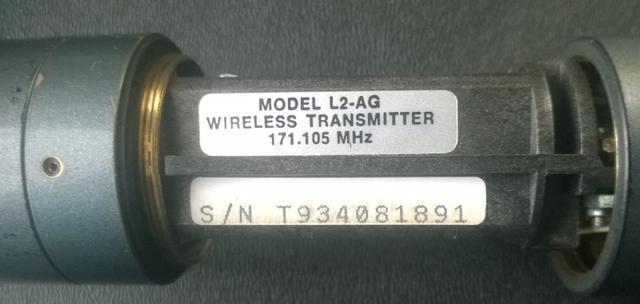 MODEL L2-AG
WIRELESS TRANSMITTER
171.105 MHz
S/N T934081891